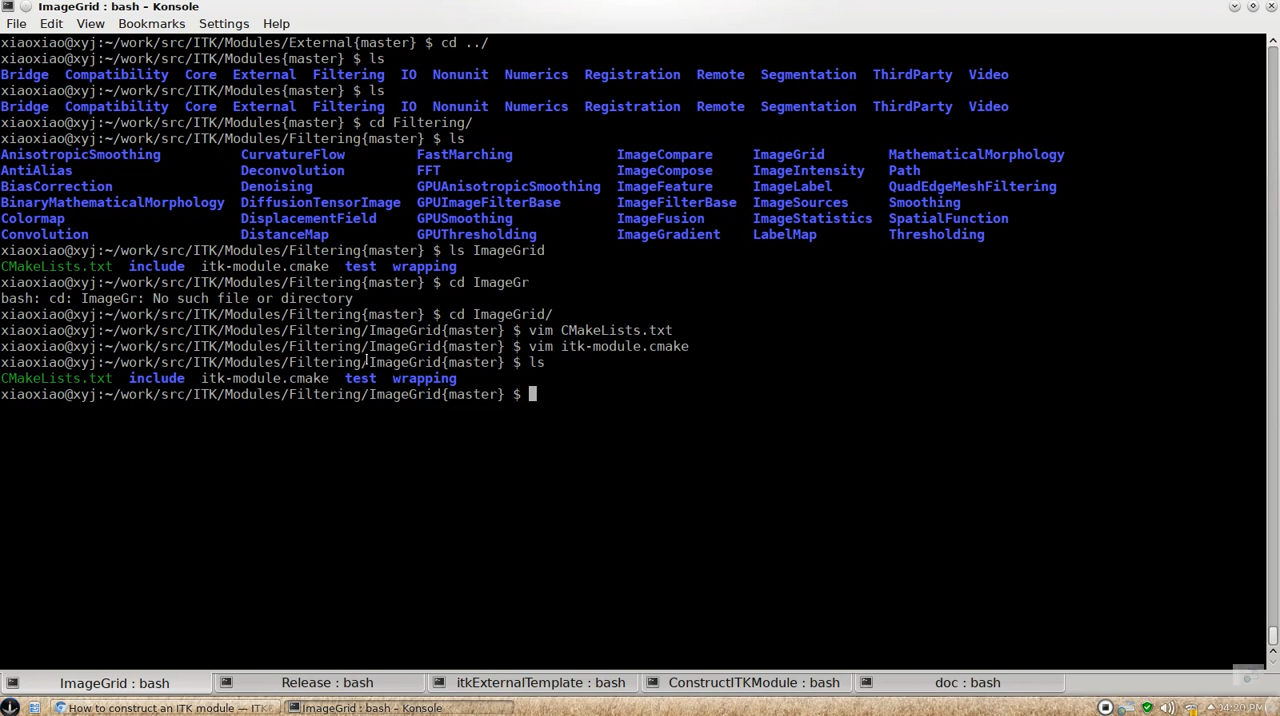 ImageGrid : bash – Konsole
File Edit View Bookmarks Settings Help
xiaoxiao@xyj:~/work/src/ITK/Modules/External{master} $ cd ../
xiaoxiao@xyj:~/work/src/ITK/Modules{master} $ ls
Bridge Compatibility Core External Filtering IO Nonunit Numerics Registration Remote Segmentation ThirdParty Video
xiaoxiao@xyj:~/work/src/ITK/Modules{master} $ ls
Bridge Compatibility Core External Filtering IO Nonunit Numerics Registration Remote Segmentation ThirdParty Video
xiaoxiao@xyj:~/work/src/ITK/Modules{master} $ cd Filtering/
xiaoxiao@xyj:~/work/src/ITK/Modules/Filtering{master} $ ls
AnisotropicSmoothing CurvatureFlow FastMarching ImageCompare ImageGrid MathematicalMorphology
AntiAlias Deconvolution FFT ImageCompose ImageIntensity Path
BiasCorrection Denoising GPUAnisotropicSmoothing ImageFeature ImageLabel QuadEdgeMeshFiltering
BinaryMathematicalMorphology DiffusionTensorImage GPUImageFilterBase ImageFilterBase ImageSources Smoothing
Colormap DisplacementField GPUSmoothing ImageFusion ImageStatistics SpatialFunction
Convolution DistanceMap GPUThresholding ImageGradient LabelMap Thresholding
xiaoxiao@xyj:~/work/src/ITK/Modules/Filtering{master} $ ls ImageGrid
CMakeLists.txt include itk-module.cmake test wrapping
xiaoxiao@xyj:~/work/src/ITK/Modules/Filtering{master} $ cd ImageGr
bash: cd: ImageGr: No such file or directory
xiaoxiao@xyj:~/work/src/ITK/Modules/Filtering{master} $ cd ImageGrid/
xiaoxiao@xyj:~/work/src/ITK/Modules/Filtering/ImageGrid{master} $ vim CMakeLists.txt
xiaoxiao@xyj:~/work/src/ITK/Modules/Filtering/ImageGrid{master} $ vim itk-module.cmake
xiaoxiao@xyj:~/work/src/ITK/Modules/Filtering/ImageGrid{master} $ ls
CMakeLists.txt include itk-module.cmake test wrapping
xiaoxiao@xyj:~/work/src/ITK/Modules/Filtering/ImageGrid{master} $
ImageGrid : bash Release : bash itkExternalTemplate : bash ConstructITKModule : bash doc : bash
How to construct an ITK module — ITK ImageGrid : bash – Konsole 04:20 PM